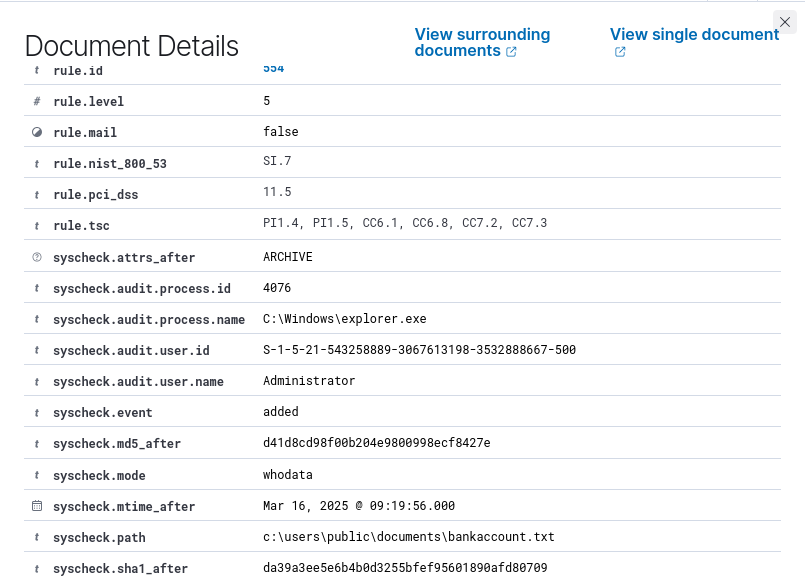 Document Details
View surrounding documents
View single document
t rule.id 554
# rule.level 5
rule.mail false
t rule.nist_800_53 SI.7
t rule.pci_dss 11.5
t rule.tsc PI1.4, PI1.5, CC6.1, CC6.8, CC7.2, CC7.3
syscheck.attrs_after ARCHIVE
t syscheck.audit.process.id 4076
t syscheck.audit.process.name C:\Windows\explorer.exe
t syscheck.audit.user.id S-1-5-21-543258889-3067613198-3532888667-500
t syscheck.audit.user.name Administrator
t syscheck.event added
t syscheck.md5_after d41d8cd98f00b204e9800998ecf8427e
t syscheck.mode whodata
syscheck.mtime_after Mar 16, 2025 @ 09:19:56.000
t syscheck.path c:\users\public\documents\bankaccount.txt
t syscheck.sha1_after da39a3ee5e6b4b0d3255bfef95601890afd80709